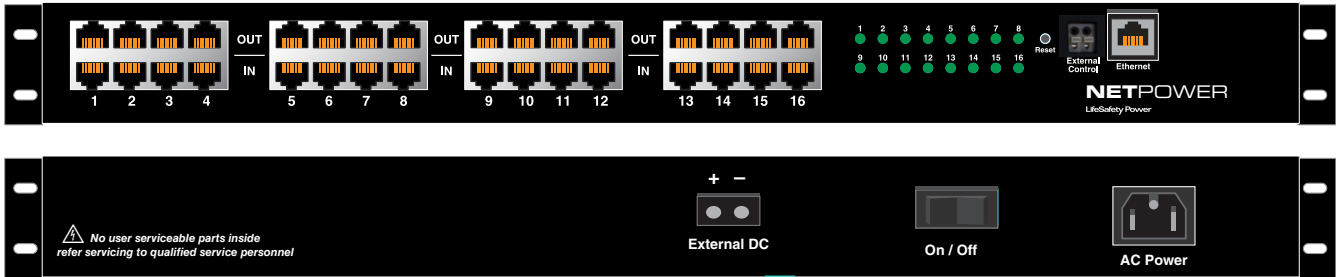 OUT OUT OUT
IN IN IN
1 2 3 4 5 6 7 8 9 10 11 12 13 14 15 16
1 2 3 4 5 6 7 8
9 10 11 12 13 14 15 16
Reset
External
Control
Ethernet
NETPOWER
LifeSafety Power
No user serviceable parts inside
refer servicing to qualified service personnel
+ −
External DC
On / Off
AC Power